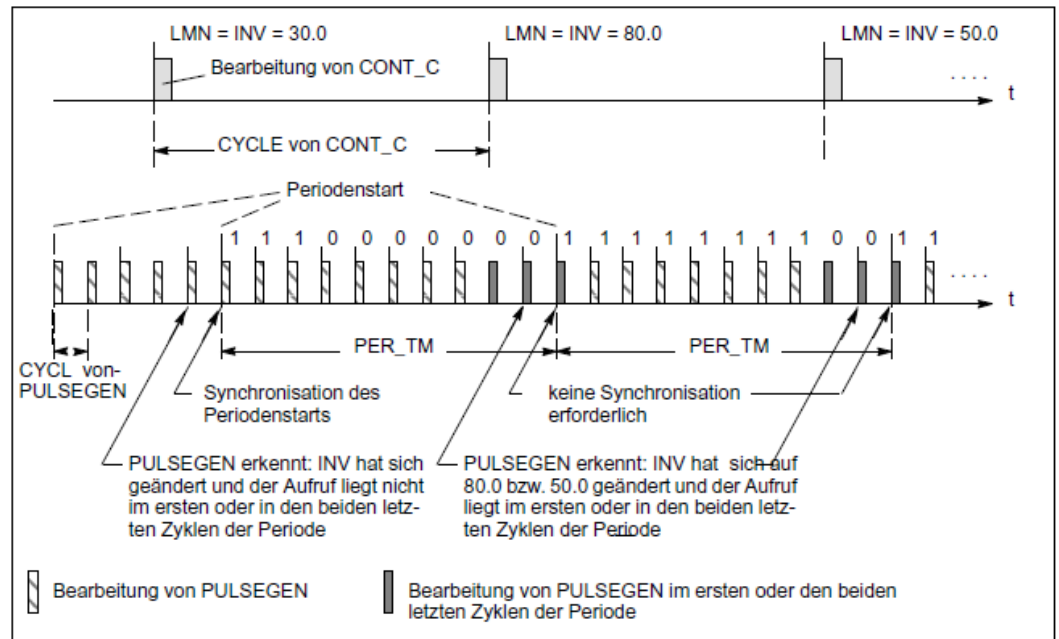 LMN = INV = 30.0
LMN = INV = 80.0
LMN = INV = 50.0
Bearbeitung von CONT_C
. . . .
t
CYCLE von CONT_C
Periodenstart
1 1 1 0 0 0 0 0 0 0 1 1 1 1 1 1 1 1 0 0 1 1
. . . .
t
PER_TM
PER_TM
CYCL von-
PULSEGEN
Synchronisation des
Periodenstarts
keine Synchronisation
erforderlich
PULSEGEN erkennt: INV hat sich
geändert und der Aufruf liegt nicht
im ersten oder in den beiden letz-
ten Zyklen der Periode
PULSEGEN erkennt: INV hat sich auf
80.0 bzw. 50.0 geändert und der Aufruf
liegt im ersten oder in den beiden letz-
ten Zyklen der Periode
Bearbeitung von PULSEGEN
Bearbeitung von PULSEGEN im ersten oder den beiden
letzten Zyklen der Periode